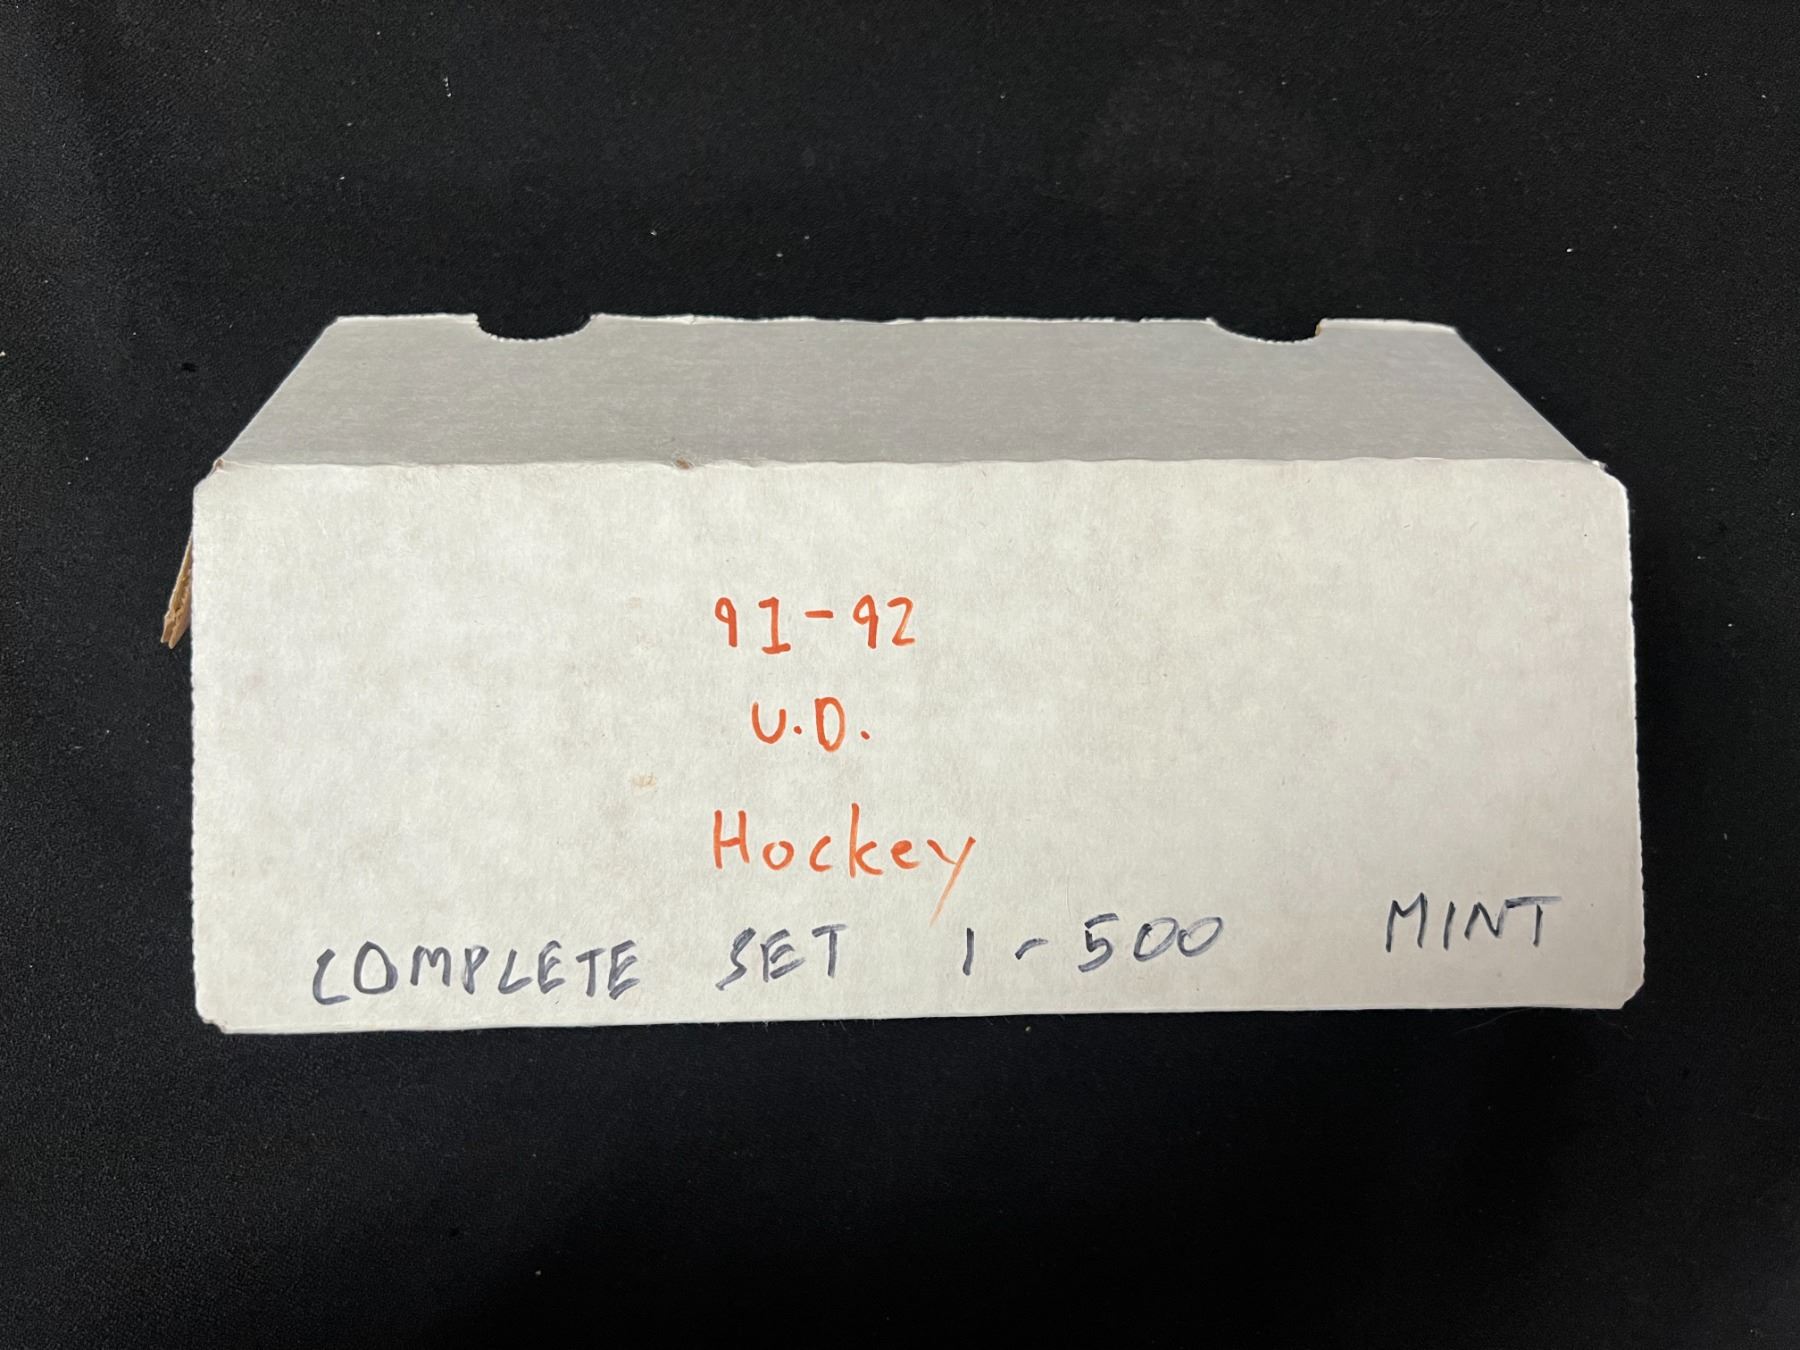 91-92
U.D.
Hockey
COMPLETE SET 1-500 MINT